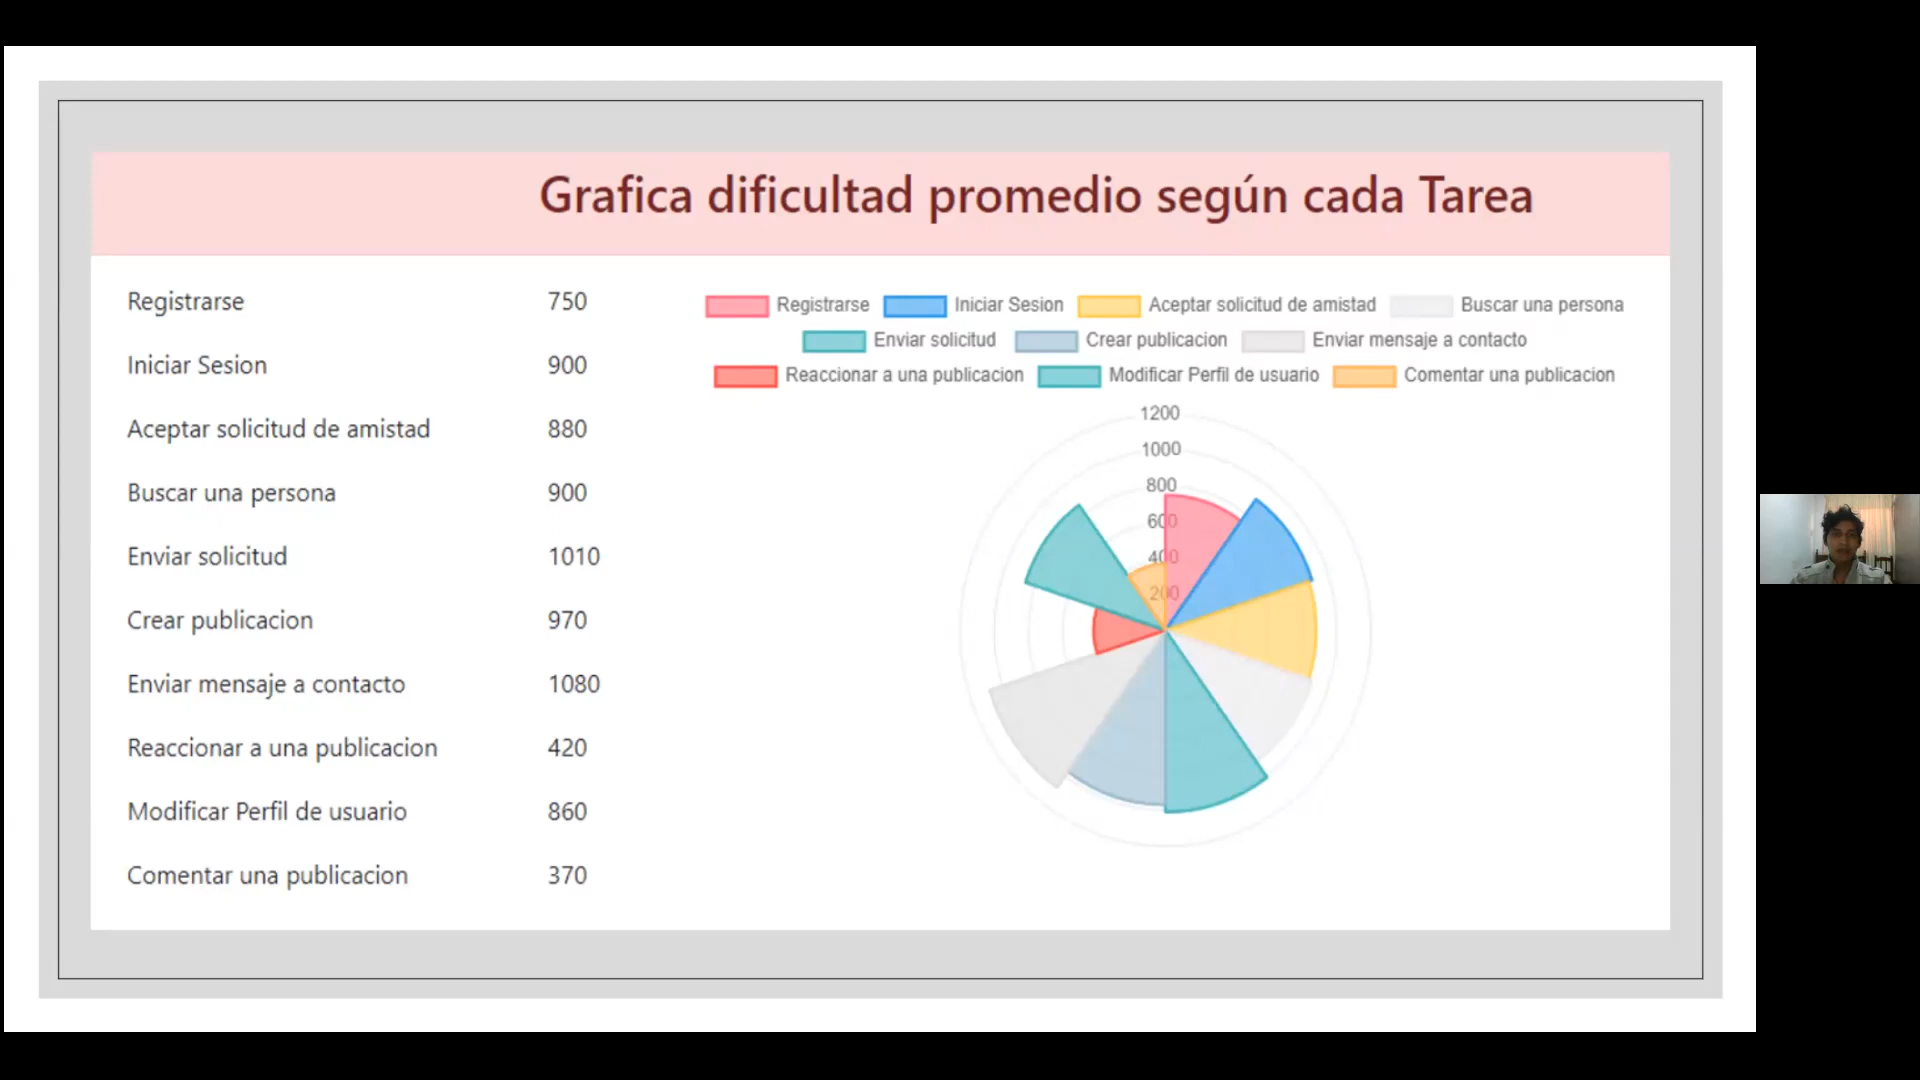 Grafica dificultad promedio según cada Tarea
Registrarse 750
Iniciar Sesion 900
Aceptar solicitud de amistad 880
Buscar una persona 900
Enviar solicitud 1010
Crear publicacion 970
Enviar mensaje a contacto 1080
Reaccionar a una publicacion 420
Modificar Perfil de usuario 860
Comentar una publicacion 370
Registrarse Iniciar Sesion Aceptar solicitud de amistad Buscar una persona
Enviar solicitud Crear publicacion Enviar mensaje a contacto
Reaccionar a una publicacion Modificar Perfil de usuario Comentar una publicacion
1200
1000
800
600
400
200